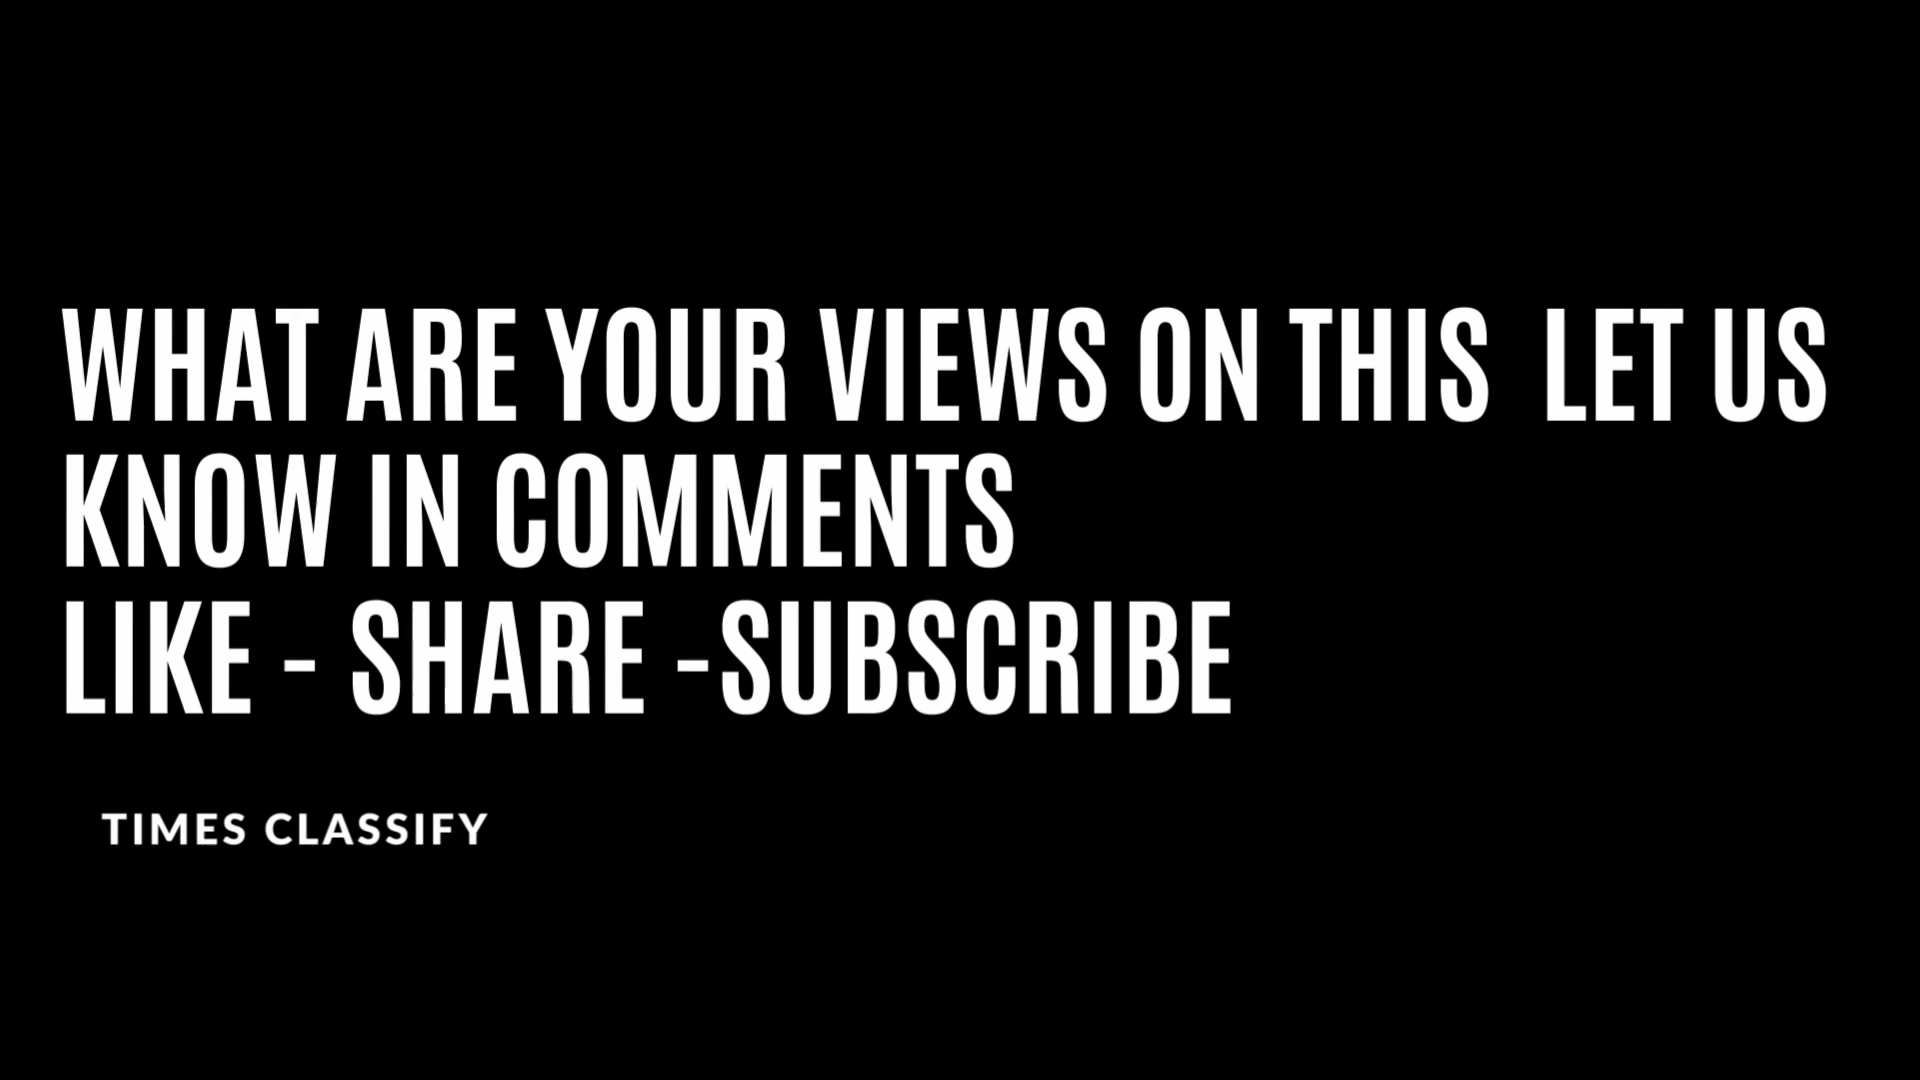 WHAT ARE YOUR VIEWS ON THIS  LET US
KNOW IN COMMENTS
LIKE - SHARE -SUBSCRIBE
TIMES CLASSIFY